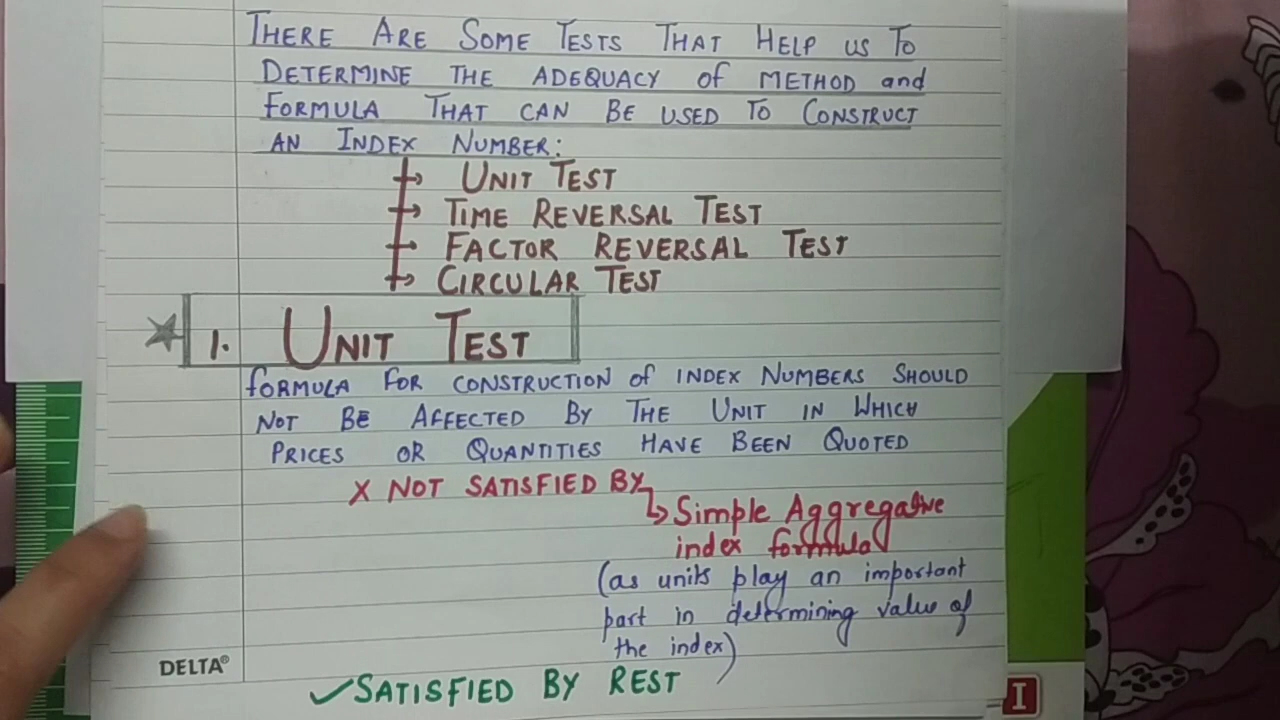 THERE ARE SOME TESTS THAT HELP US TO
DETERMINE THE ADEQUACY of METHOD and
FORMULA THAT CAN BE USED TO CONSTRUCT
AN INDEX NUMBER:
→ UNIT TEST
→ TIME REVERSAL TEST
→ FACTOR REVERSAL TEST
→ CIRCULAR TEST
1. UNIT TEST
FORMULA FOR CONSTRUCTION of INDEX NUMBERS SHOULD
NOT BE AFFECTED BY THE UNIT IN WHICH
PRICES OR QUANTITIES HAVE BEEN QUOTED
X NOT SATISFIED BY
↳ Simple Aggregative
index formula
(as units play an important
part in determining value of
the index)
DELTA®
✓SATISFIED BY REST
I